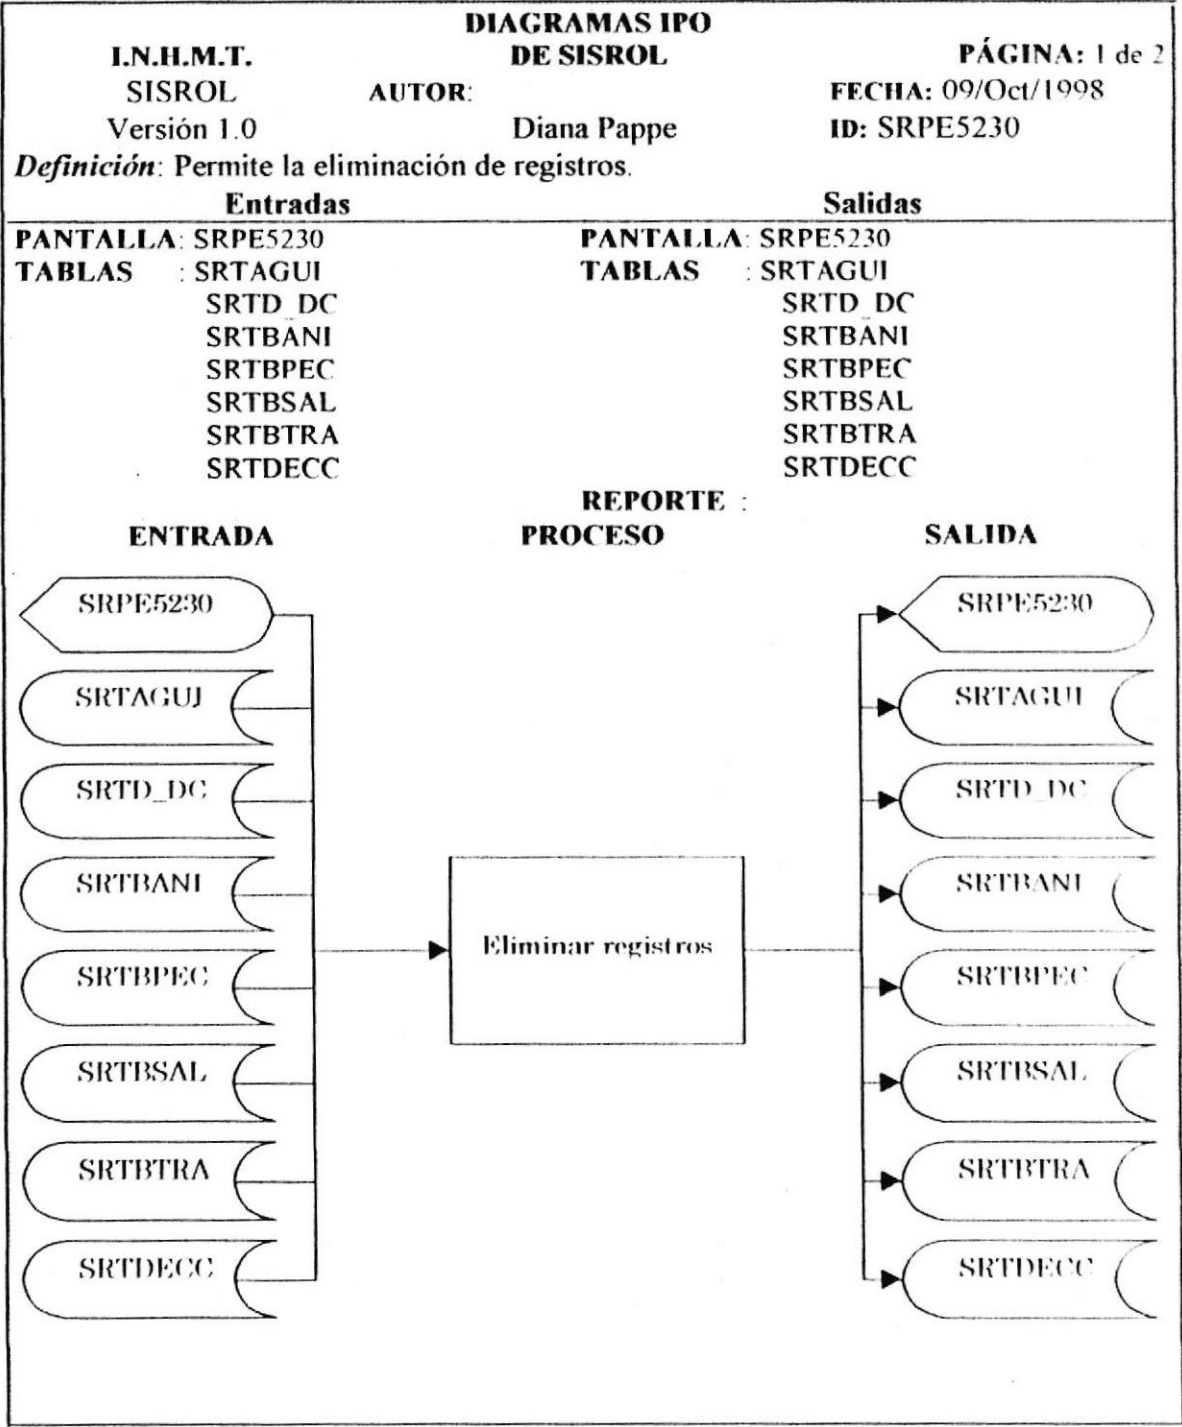 DIAGRAMAS IPO
I.N.H.M.T. DE SISROL PÁGINA: 1 de 2
SISROL AUTOR: FECHA: 09/Oct/1998
Versión 1.0 Diana Pappe ID: SRPE5230
Definición: Permite la eliminación de registros.
Entradas Salidas
PANTALLA: SRPE5230 PANTALLA: SRPE5230
TABLAS : SRTAGUI TABLAS : SRTAGUI
SRTD_DC SRTD_DC
SRTBANI SRTBANI
SRTBPEC SRTBPEC
SRTBSAL SRTBSAL
SRTBTRA SRTBTRA
SRTDECC SRTDECC
REPORTE :
ENTRADA PROCESO SALIDA
SRPE5230 SRPE5230
SRTAGUI SRTAGUI
SRTD_DC SRTD_DC
SRTBANI SRTBANI
Eliminar registros
SRTBPEC SRTBPEC
SRTBSAL SRTBSAL
SRTBTRA SRTBTRA
SRTDECC SRTDECC